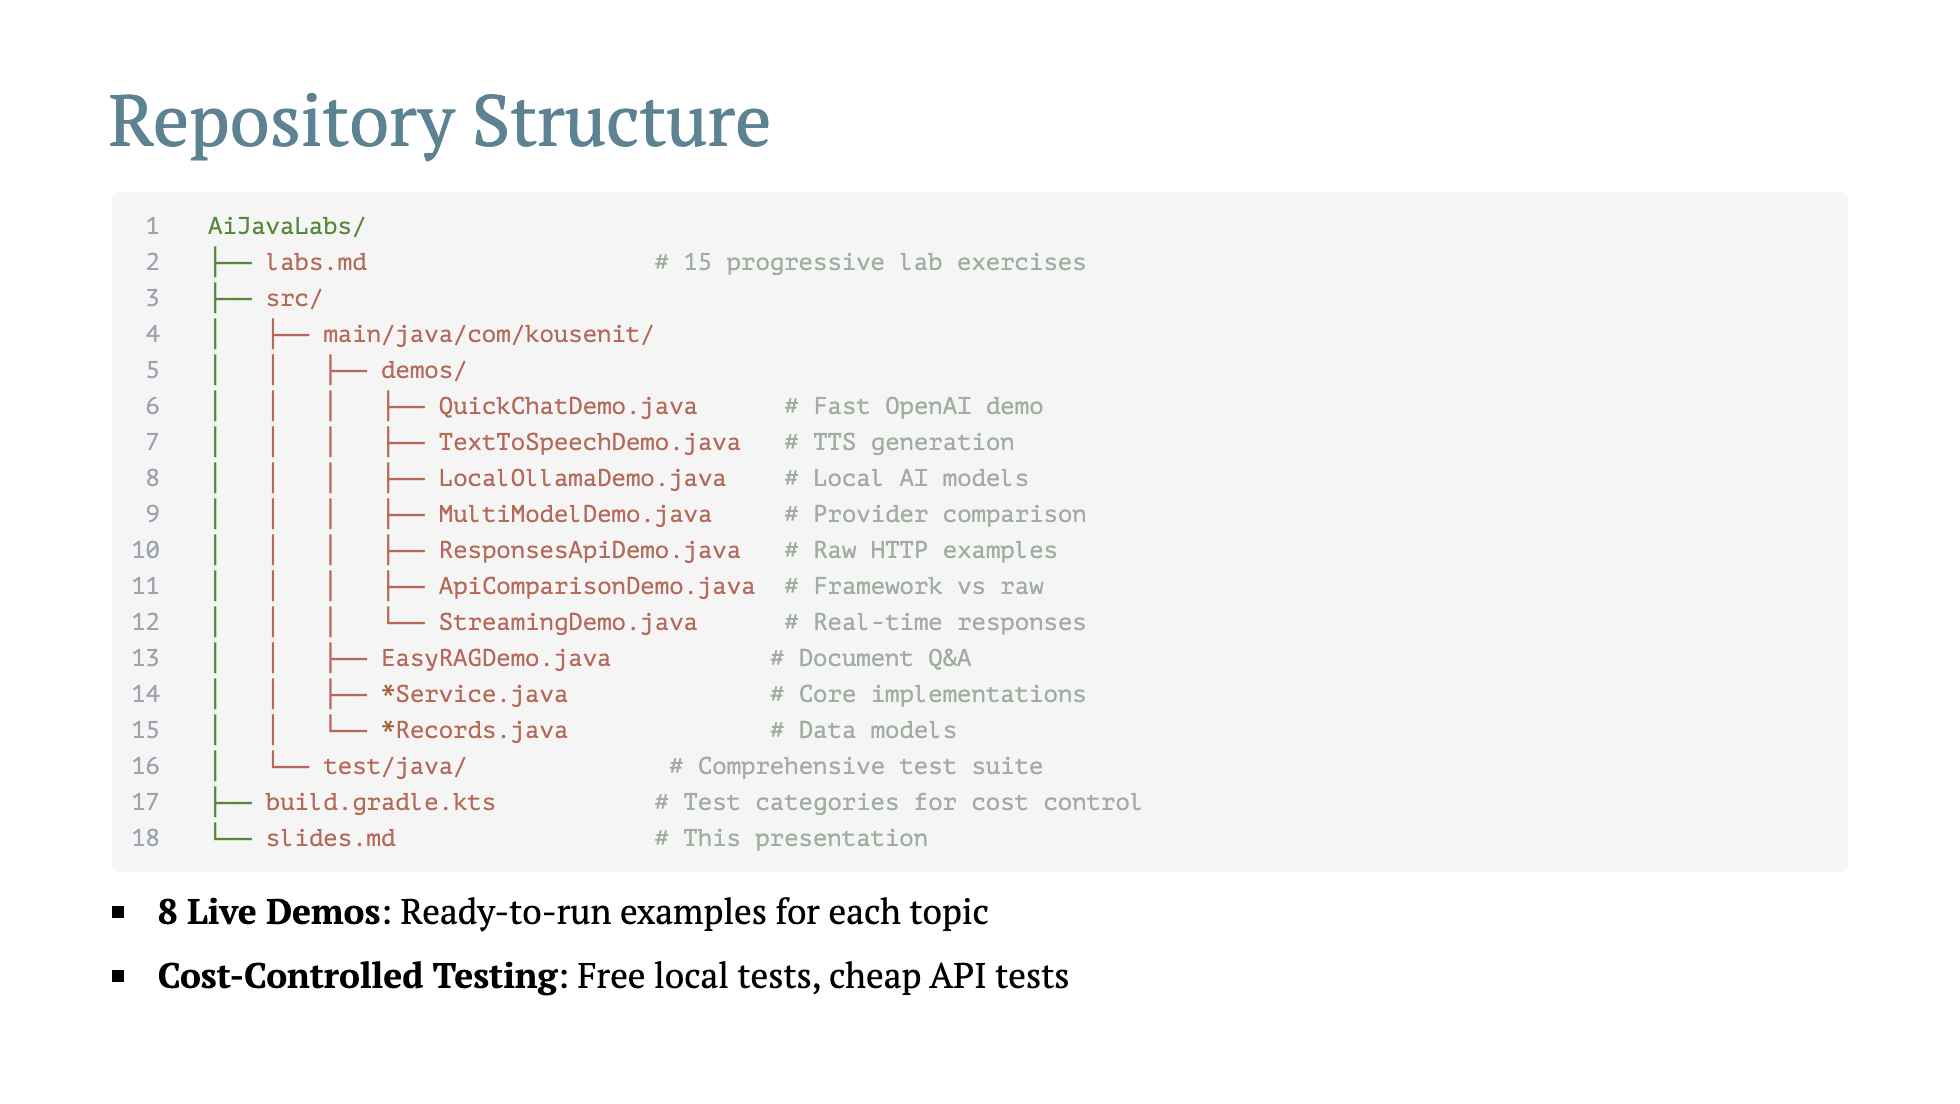 Repository Structure
1 AiJavaLabs/
2 ├── labs.md                    # 15 progressive lab exercises
3 ├── src/
4 │   ├── main/java/com/kousenit/
5 │   │   ├── demos/
6 │   │   │   ├── QuickChatDemo.java      # Fast OpenAI demo
7 │   │   │   ├── TextToSpeechDemo.java   # TTS generation
8 │   │   │   ├── LocalOllamaDemo.java    # Local AI models
9 │   │   │   ├── MultiModelDemo.java     # Provider comparison
10 │   │   │   ├── ResponsesApiDemo.java   # Raw HTTP examples
11 │   │   │   ├── ApiComparisonDemo.java  # Framework vs raw
12 │   │   │   └── StreamingDemo.java      # Real-time responses
13 │   │   ├── EasyRAGDemo.java           # Document Q&A
14 │   │   ├── *Service.java              # Core implementations
15 │   │   └── *Records.java              # Data models
16 │   └── test/java/              # Comprehensive test suite
17 ├── build.gradle.kts           # Test categories for cost control
18 └── slides.md                  # This presentation
▪ 8 Live Demos: Ready-to-run examples for each topic
▪ Cost-Controlled Testing: Free local tests, cheap API tests